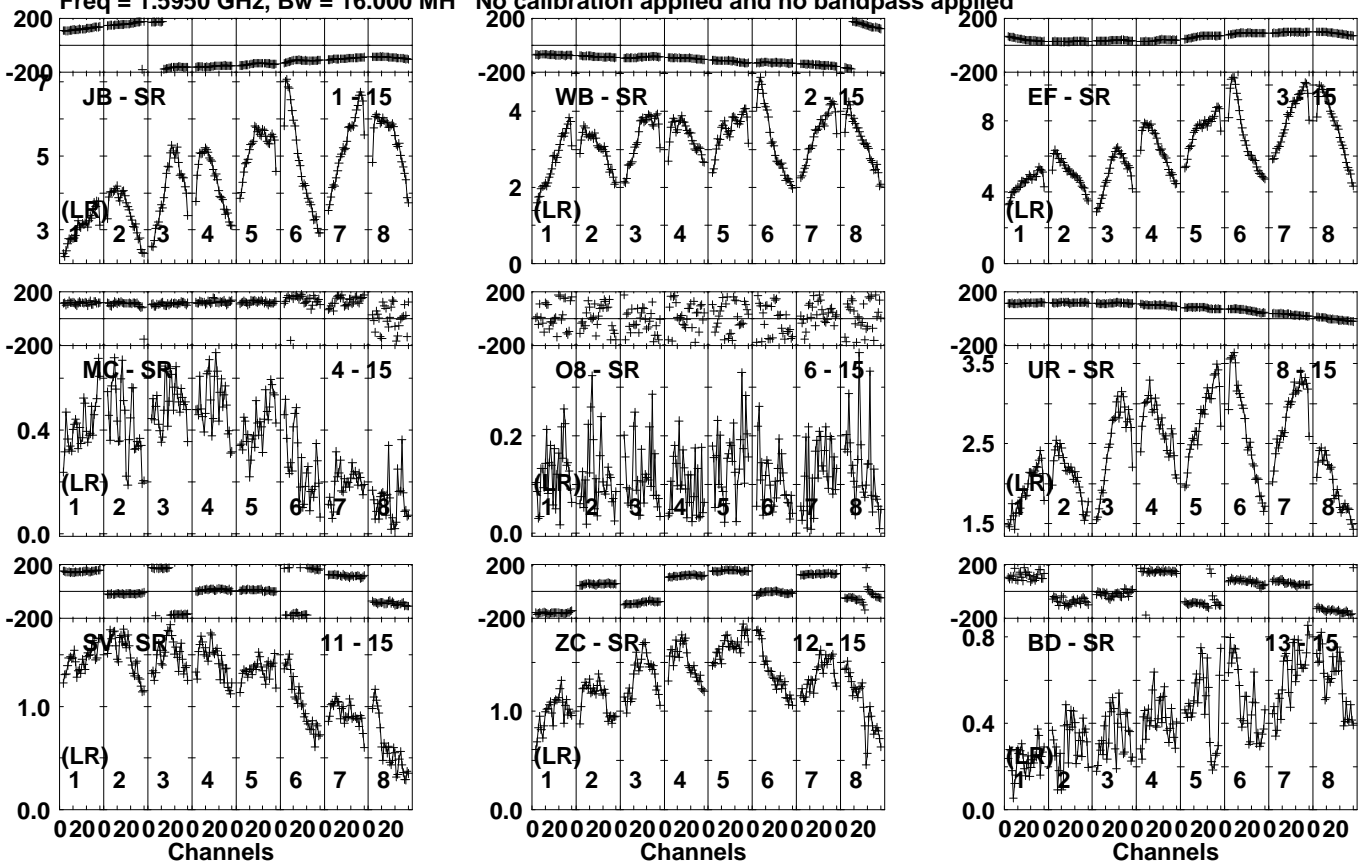 Freq = 1.5950 GHz, Bw = 16.000 MH No calibration applied and no bandpass applied
200
-200
7
5
3
JB - SR 1 - 15
(LR)
1 2 3 4 5 6 7 8
200
-200
4
2
0
WB - SR 2 - 15
(LR)
1 2 3 4 5 6 7 8
200
-200
8
4
0
EF - SR 3 - 15
(LR)
1 2 3 4 5 6 7 8
200
-200
0.4
0.0
MC - SR 4 - 15
(LR)
1 2 3 4 5 6 7 8
200
-200
0.2
0.0
O8 - SR 6 - 15
(LR)
1 2 3 4 5 6 7 8
200
-200
3.5
2.5
1.5
UR - SR 8 - 15
(LR)
1 2 3 4 5 6 7 8
200
-200
1.0
0.0
SV - SR 11 - 15
(LR)
1 2 3 4 5 6 7 8
0 20 0 20 0 20 0 20 0 20 0 20 0 20 0 20
Channels
200
-200
1.0
0.0
ZC - SR 12 - 15
(LR)
1 2 3 4 5 6 7 8
0 20 0 20 0 20 0 20 0 20 0 20 0 20 0 20
Channels
200
-200
0.8
0.4
0.0
BD - SR 13 - 15
(LR)
1 2 3 4 5 6 7 8
0 20 0 20 0 20 0 20 0 20 0 20 0 20 0 20
Channels